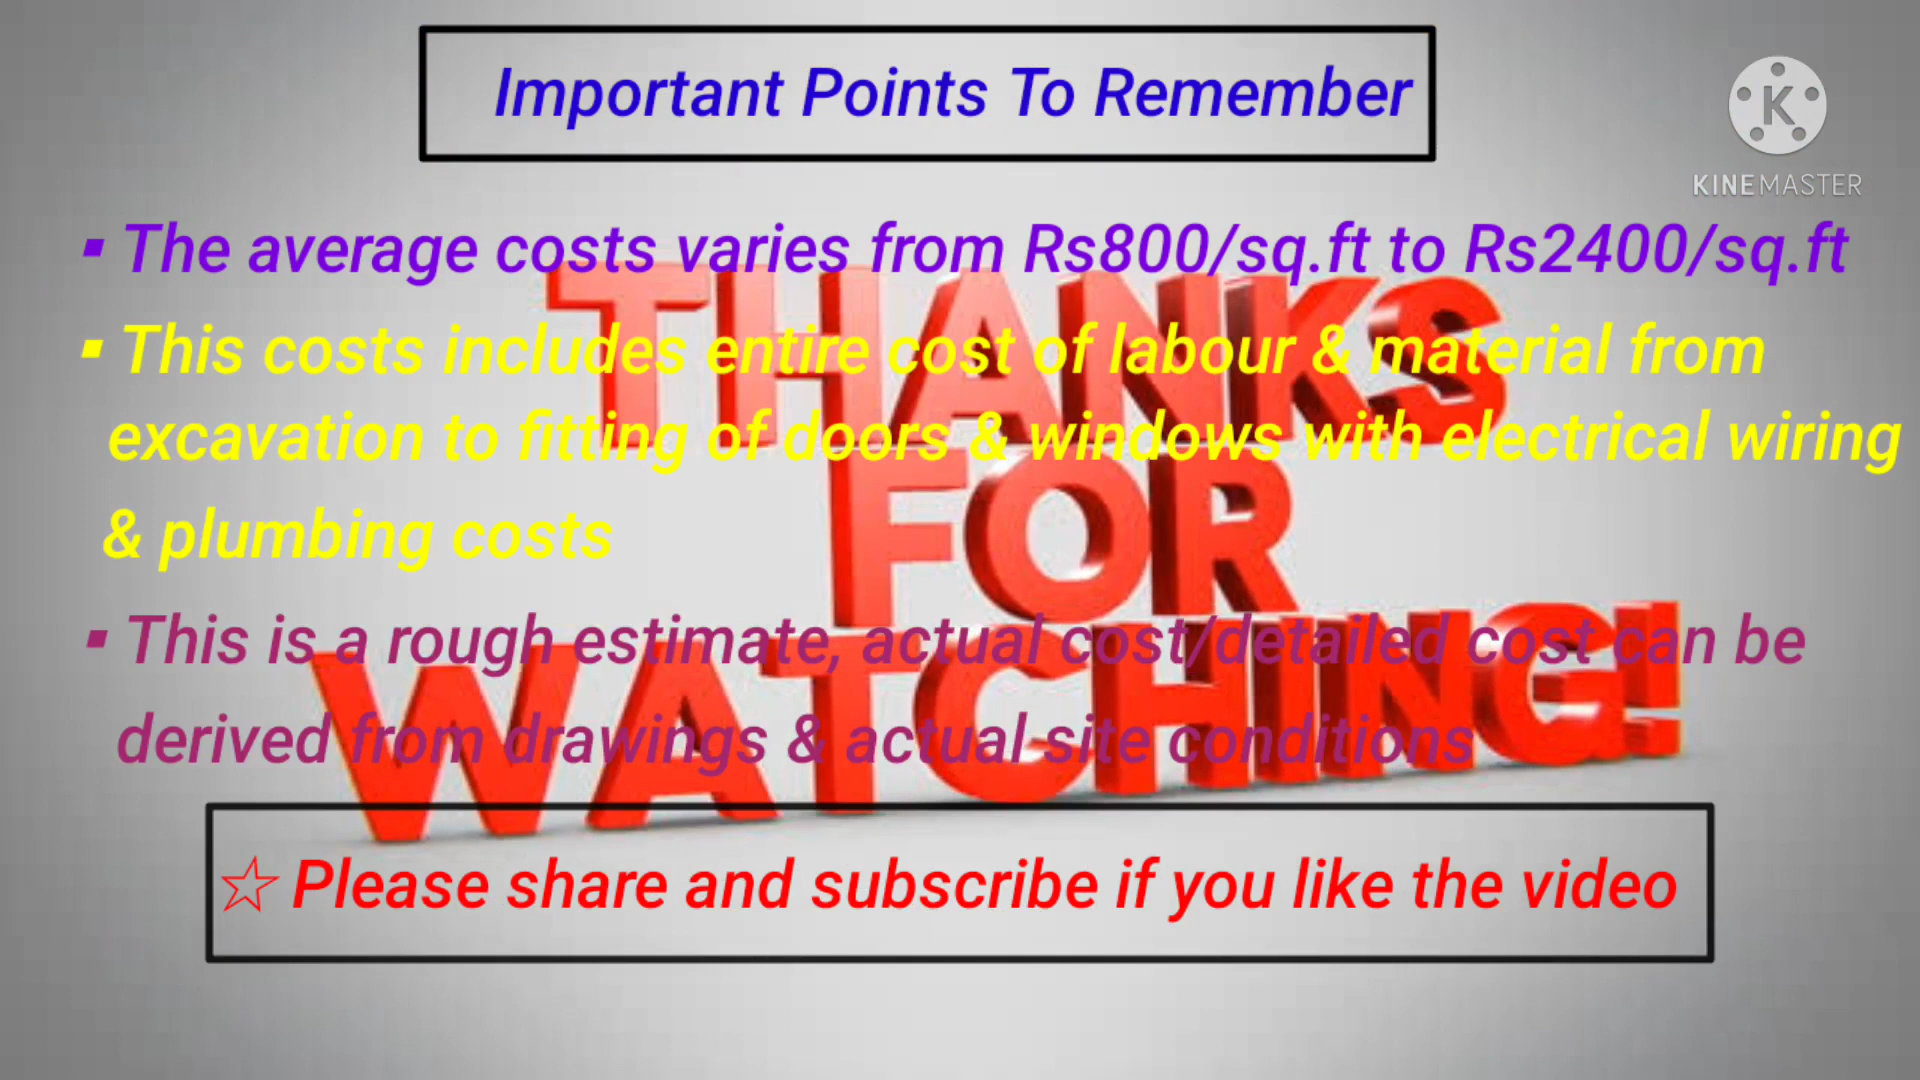 Important Points To Remember
KINEMASTER
▪ The average costs varies from Rs800/sq.ft to Rs2400/sq.ft
▪ This costs includes entire cost of labour & material from
excavation to fitting of doors & windows with electrical wiring
& plumbing costs
▪ This is a rough estimate, actual cost/detailed cost can be
derived from drawings & actual site conditions
THANKS
FOR
WATCHING!
☆ Please share and subscribe if you like the video